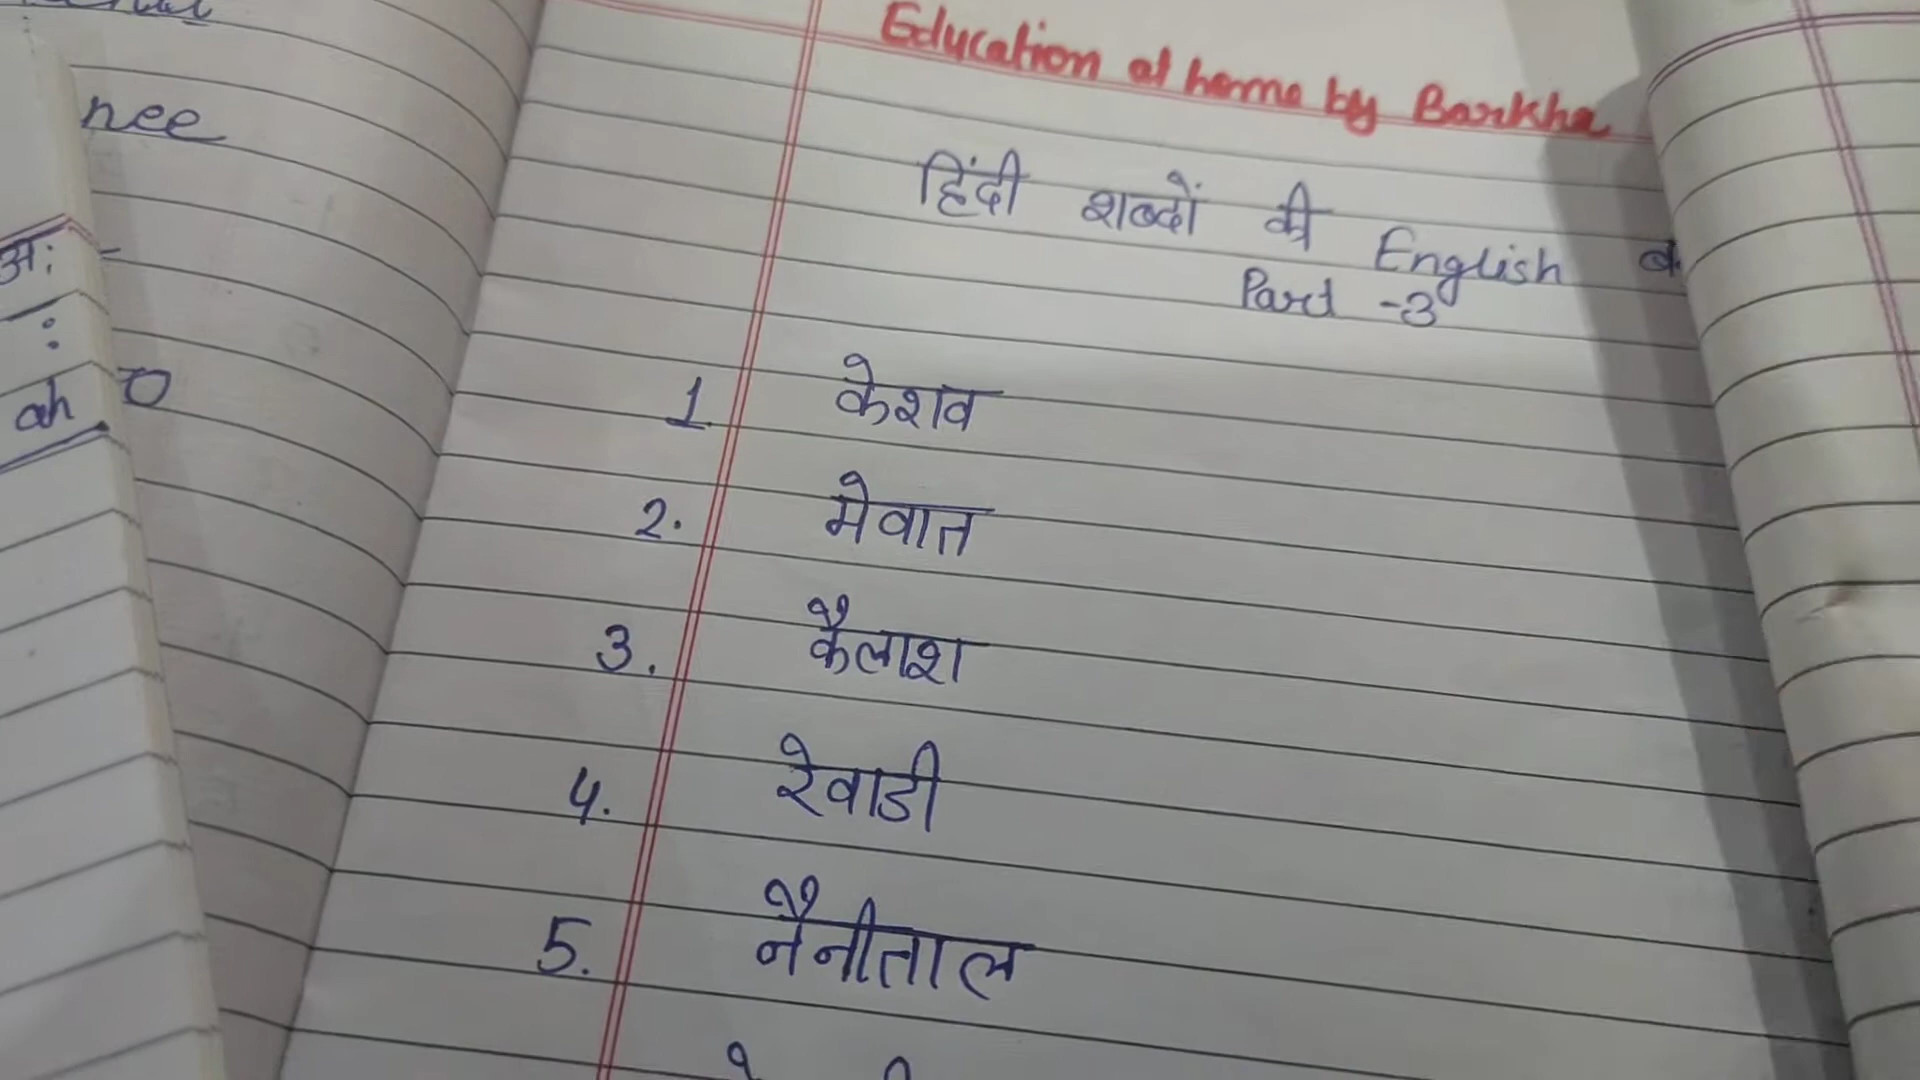 nee
अः -
:
ah
Education at home by Barkha
हिंदी शब्दों की English
Part -3
1. केशव
2. मेवात
3. कैलाश
4. रेवाडी
5. नैनीताल